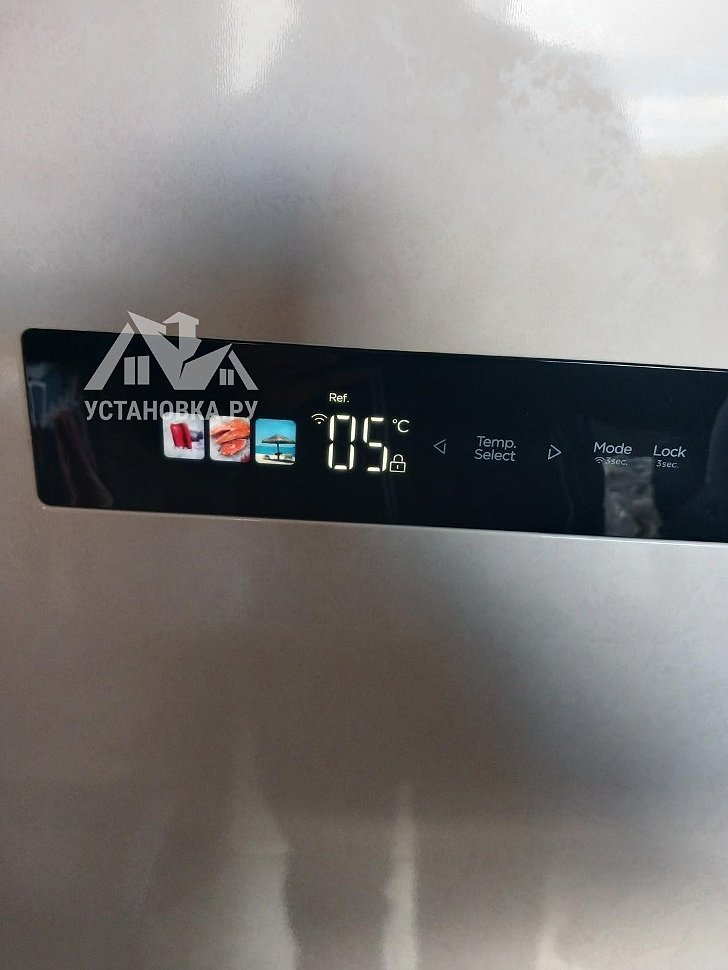 УСТАНОВКА.РУ
Ref.
05 °C
Temp.
Select
Mode
3sec.
Lock
3sec.